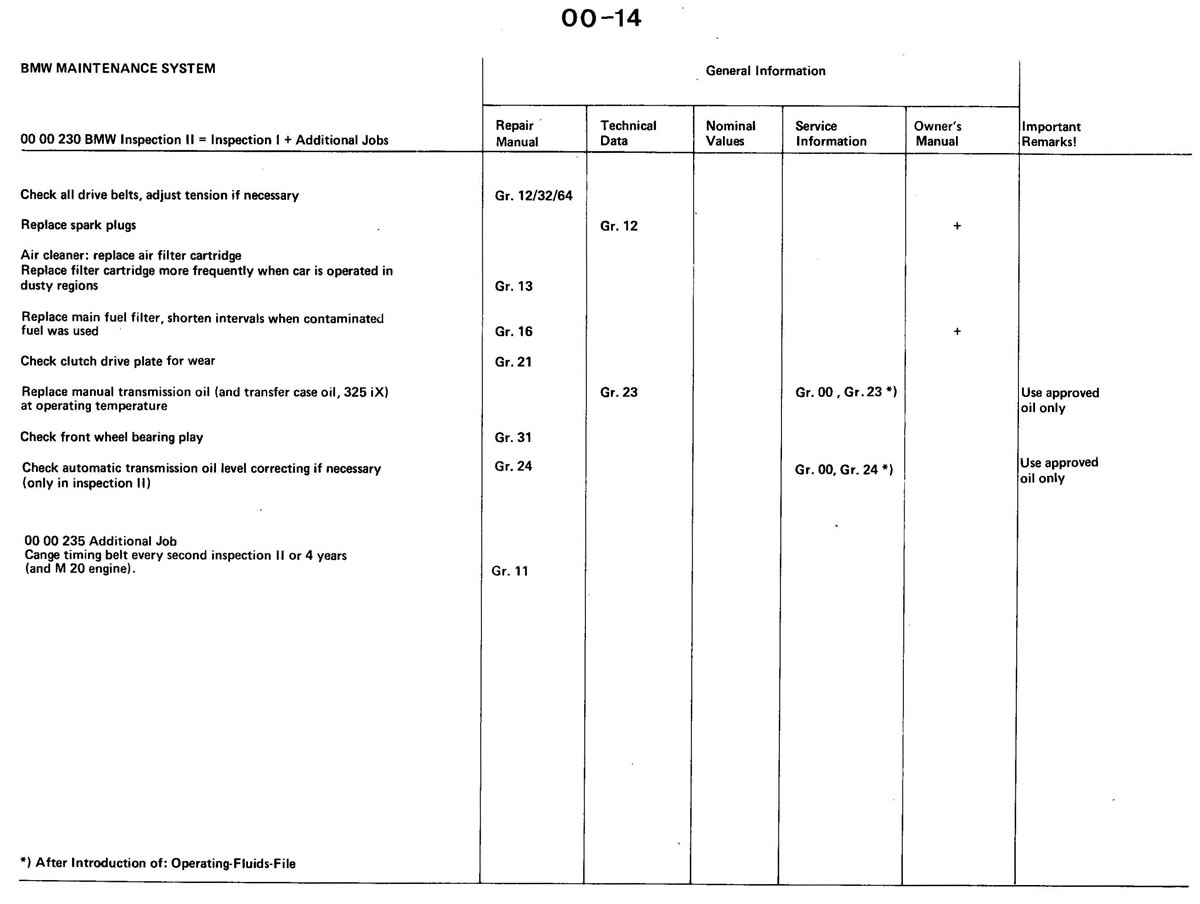 00-14
BMW MAINTENANCE SYSTEM
General Information
00 00 230 BMW Inspection II = Inspection I + Additional Jobs
Repair
Manual
Technical
Data
Nominal
Values
Service
Information
Owner's
Manual
Important
Remarks!
Check all drive belts, adjust tension if necessary
Gr. 12/32/64
Replace spark plugs
Gr. 12
+
Air cleaner: replace air filter cartridge
Replace filter cartridge more frequently when car is operated in
dusty regions
Gr. 13
Replace main fuel filter, shorten intervals when contaminated
fuel was used
Gr. 16
+
Check clutch drive plate for wear
Gr. 21
Replace manual transmission oil (and transfer case oil, 325 iX)
at operating temperature
Gr. 23
Gr. 00 , Gr. 23 *)
Use approved
oil only
Check front wheel bearing play
Gr. 31
Check automatic transmission oil level correcting if necessary
(only in inspection II)
Gr. 24
Gr. 00, Gr. 24 *)
Use approved
oil only
00 00 235 Additional Job
Cange timing belt every second inspection II or 4 years
(and M 20 engine).
Gr. 11
*) After Introduction of: Operating-Fluids-File